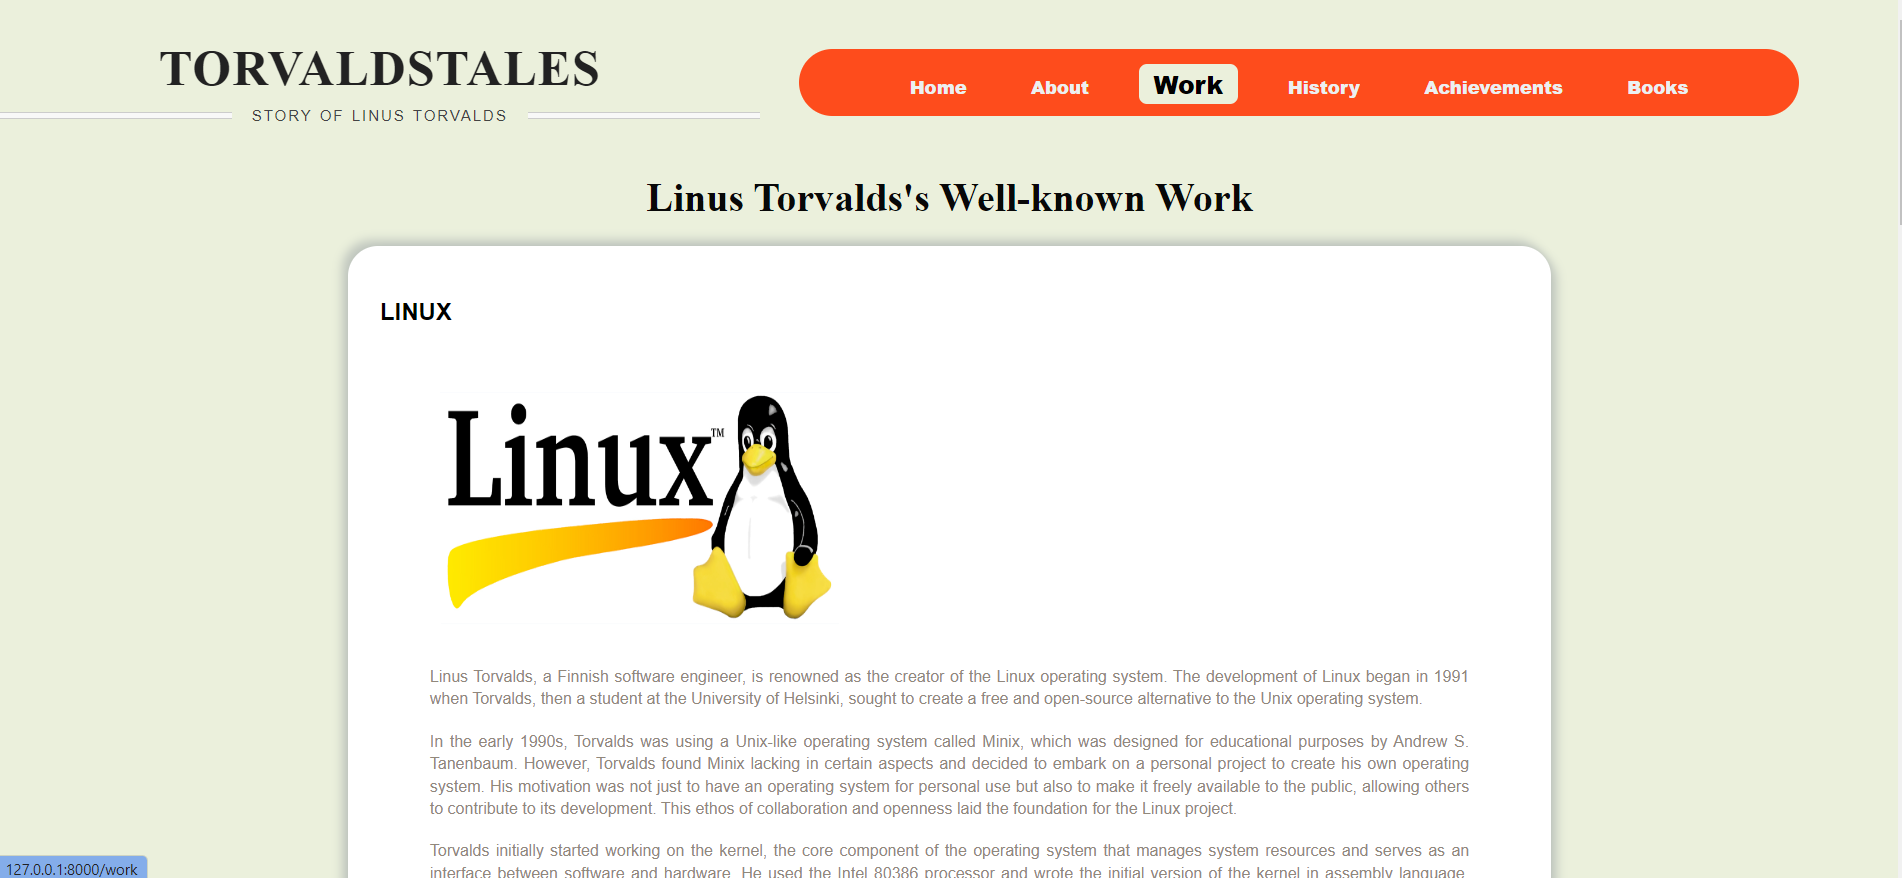 TORVALDSTALES
STORY OF LINUS TORVALDS
Home About Work History Achievements Books
Linus Torvalds's Well-known Work
LINUX
Linux™
Linus Torvalds, a Finnish software engineer, is renowned as the creator of the Linux operating system. The development of Linux began in 1991
when Torvalds, then a student at the University of Helsinki, sought to create a free and open-source alternative to the Unix operating system.
In the early 1990s, Torvalds was using a Unix-like operating system called Minix, which was designed for educational purposes by Andrew S.
Tanenbaum. However, Torvalds found Minix lacking in certain aspects and decided to embark on a personal project to create his own operating
system. His motivation was not just to have an operating system for personal use but also to make it freely available to the public, allowing others
to contribute to its development. This ethos of collaboration and openness laid the foundation for the Linux project.
Torvalds initially started working on the kernel, the core component of the operating system that manages system resources and serves as an
interface between software and hardware. He used the Intel 80386 processor and wrote the initial version of the kernel in assembly language,
127.0.0.1:8000/work